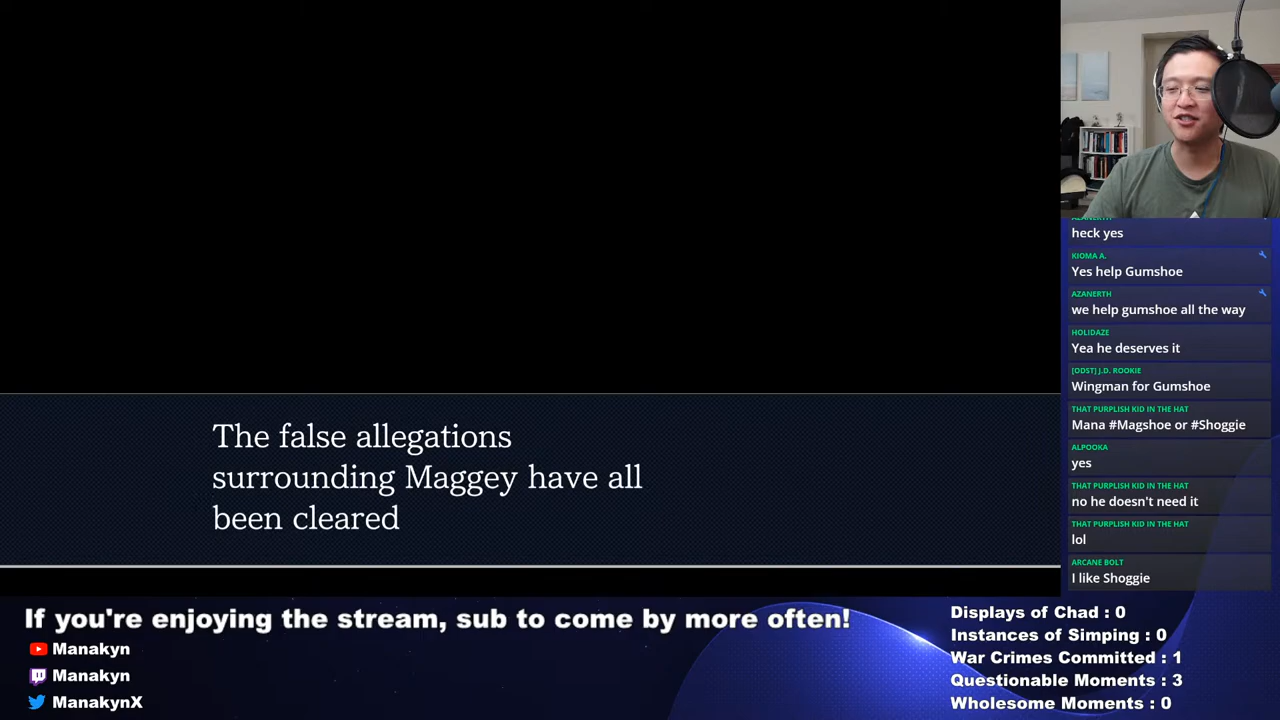 The false allegations
surrounding Maggey have all
been cleared
heck yes
KIOMA A.
Yes help Gumshoe
AZANERTH
we help gumshoe all the way
HOLIDAZE
Yea he deserves it
[ODST] J.D. ROOKIE
Wingman for Gumshoe
THAT PURPLISH KID IN THE HAT
Mana #Magshoe or #Shoggie
ALPOOKA
yes
THAT PURPLISH KID IN THE HAT
no he doesn't need it
THAT PURPLISH KID IN THE HAT
lol
ARCANE BOLT
I like Shoggie
If you're enjoying the stream, sub to come by more often!
Manakyn
Manakyn
ManakynX
Displays of Chad : 0
Instances of Simping : 0
War Crimes Committed : 1
Questionable Moments : 3
Wholesome Moments : 0